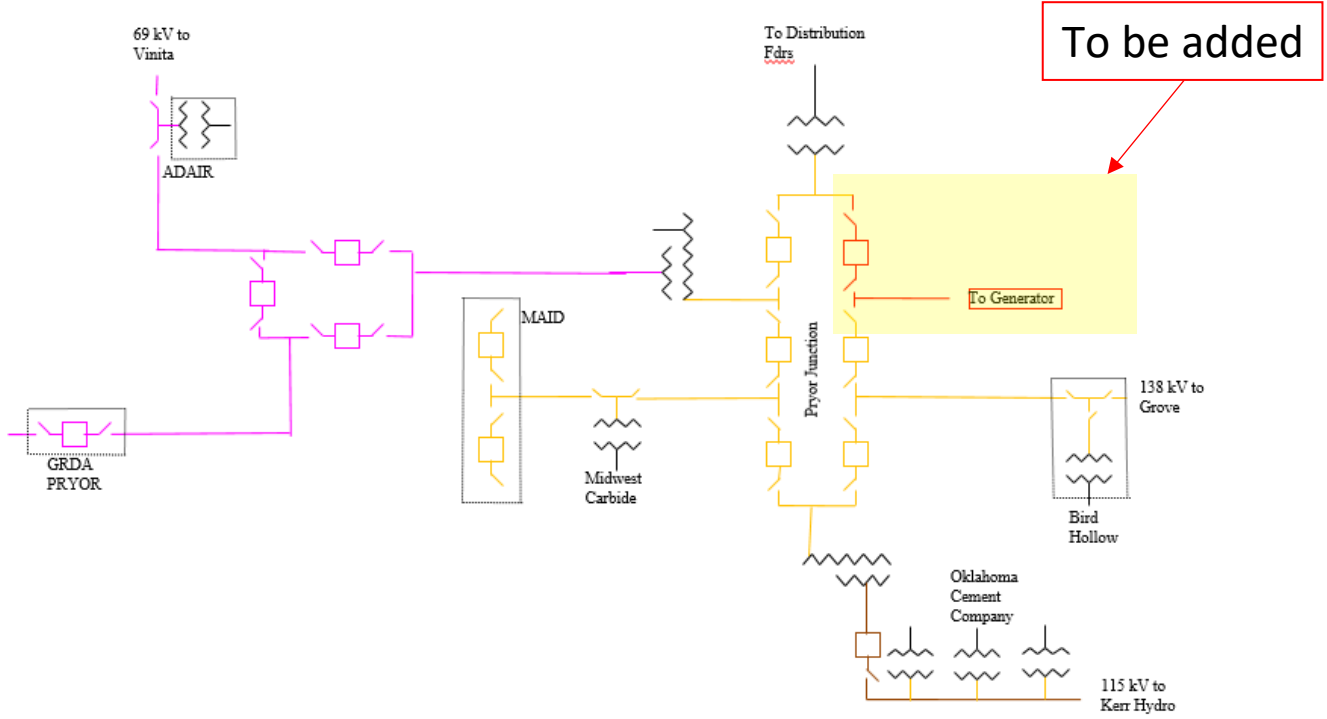 69 kV to
Vinita
To Distribution
Fdrs
To be added
ADAIR
To Generator
MAID
Pryor Junction
138 kV to
Grove
GRDA
PRYOR
Midwest
Carbide
Bird
Hollow
Oklahoma
Cement
Company
115 kV to
Kerr Hydro